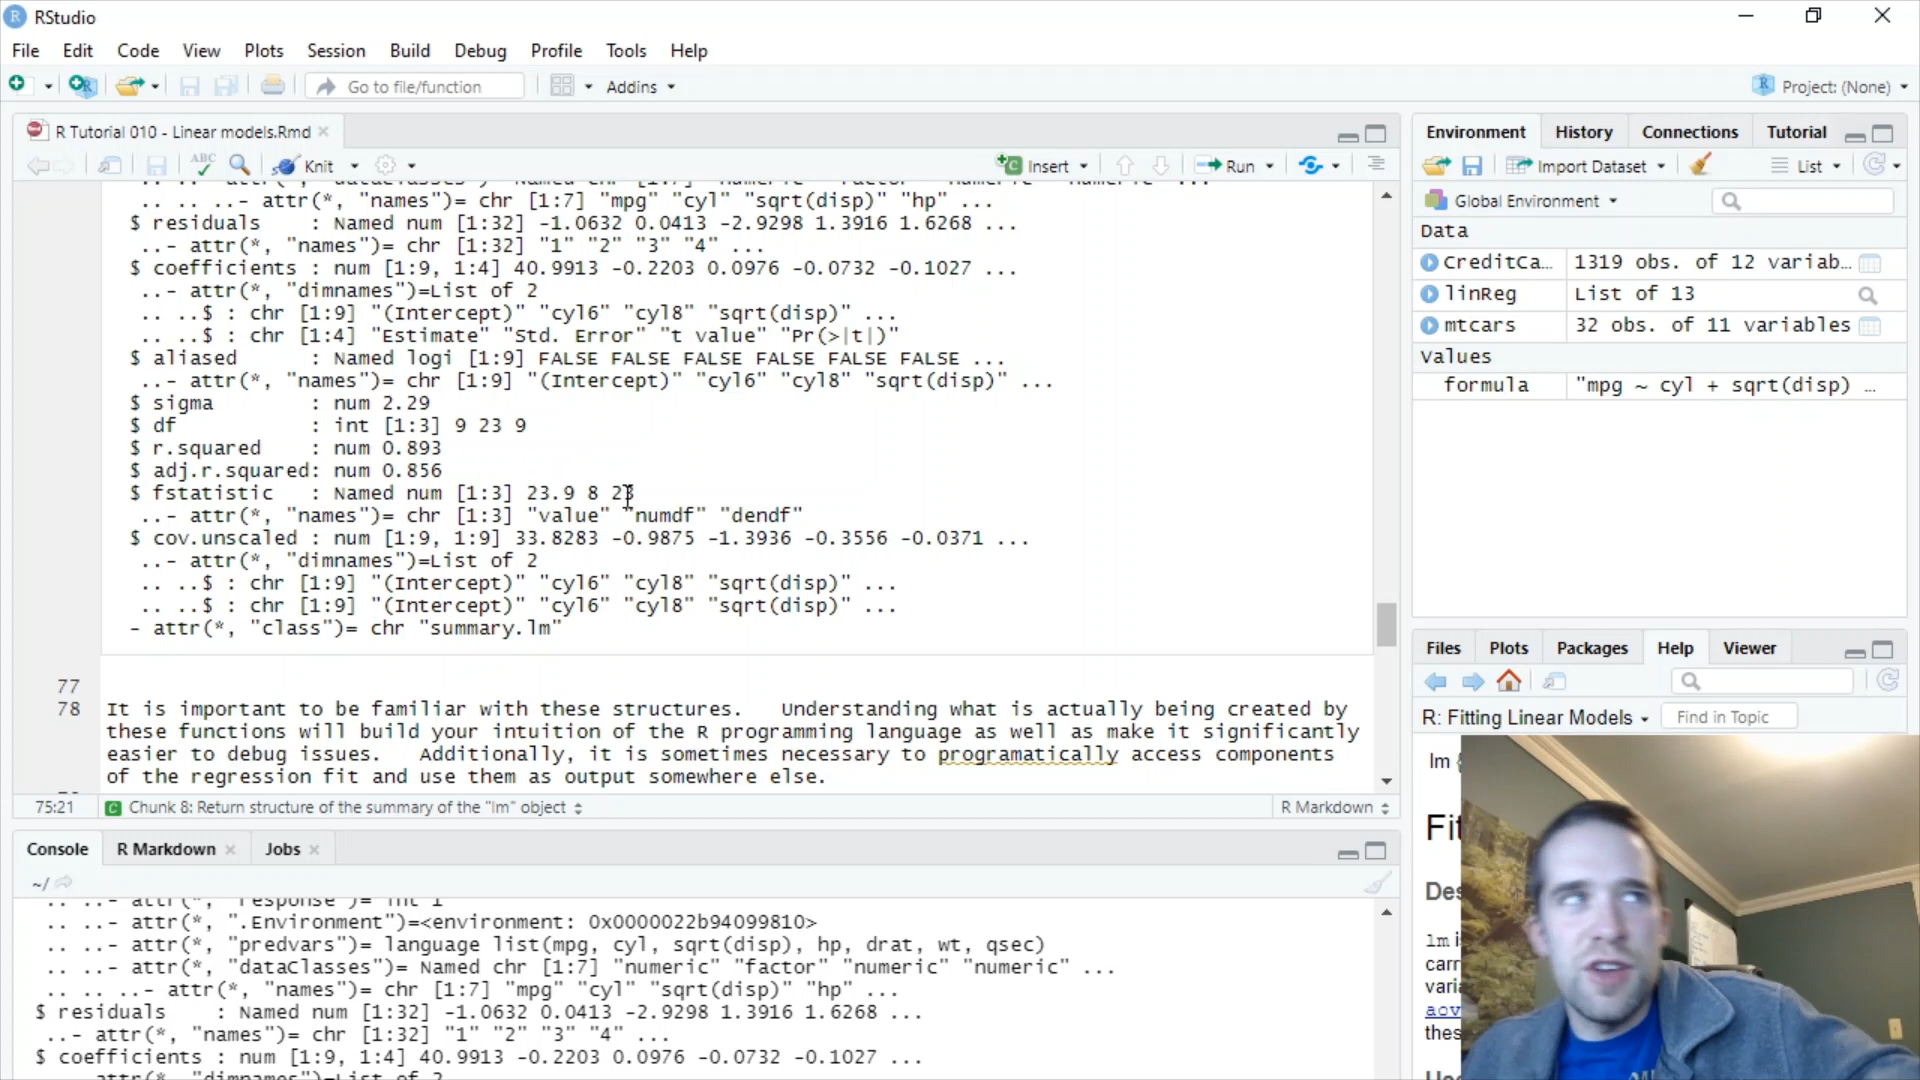 RStudio
File Edit Code View Plots Session Build Debug Profile Tools Help
Go to file/function Addins Project: (None)
R Tutorial 010 - Linear models.Rmd
Environment History Connections Tutorial
ABC Knit Insert Run
Import Dataset List
Global Environment
.. .. ..- attr(*, "names")= chr [1:7] "mpg" "cyl" "sqrt(disp)" "hp" ...
$ residuals : Named num [1:32] -1.0632 0.0413 -2.9298 1.3916 1.6268 ...
..- attr(*, "names")= chr [1:32] "1" "2" "3" "4" ...
$ coefficients : num [1:9, 1:4] 40.9913 -0.2203 0.0976 -0.0732 -0.1027 ...
..- attr(*, "dimnames")=List of 2
.. ..$ : chr [1:9] "(Intercept)" "cyl6" "cyl8" "sqrt(disp)" ...
.. ..$ : chr [1:4] "Estimate" "Std. Error" "t value" "Pr(>|t|)"
$ aliased : Named logi [1:9] FALSE FALSE FALSE FALSE FALSE FALSE ...
..- attr(*, "names")= chr [1:9] "(Intercept)" "cyl6" "cyl8" "sqrt(disp)" ...
$ sigma : num 2.29
$ df : int [1:3] 9 23 9
$ r.squared : num 0.893
$ adj.r.squared: num 0.856
$ fstatistic : Named num [1:3] 23.9 8 23
..- attr(*, "names")= chr [1:3] "value" "numdf" "dendf"
$ cov.unscaled : num [1:9, 1:9] 33.8283 -0.9875 -1.3936 -0.3556 -0.0371 ...
..- attr(*, "dimnames")=List of 2
.. ..$ : chr [1:9] "(Intercept)" "cyl6" "cyl8" "sqrt(disp)" ...
.. ..$ : chr [1:9] "(Intercept)" "cyl6" "cyl8" "sqrt(disp)" ...
- attr(*, "class")= chr "summary.lm"
77
78 It is important to be familiar with these structures. Understanding what is actually being created by
these functions will build your intuition of the R programming language as well as make it significantly
easier to debug issues. Additionally, it is sometimes necessary to programatically access components
of the regression fit and use them as output somewhere else.
75:21 Chunk 8: Return structure of the summary of the "lm" object R Markdown
Data
CreditCa... 1319 obs. of 12 variab...
linReg List of 13
mtcars 32 obs. of 11 variables
Values
formula "mpg ~ cyl + sqrt(disp) ...
Files Plots Packages Help Viewer
R: Fitting Linear Models Find in Topic
lm {
Fit
Des
lm is
carr
varia
aov
these
Console R Markdown Jobs
~/
.. ..- attr(*, "response")= int 1
.. ..- attr(*, ".Environment")=<environment: 0x0000022b94099810>
.. ..- attr(*, "predvars")= language list(mpg, cyl, sqrt(disp), hp, drat, wt, qsec)
.. ..- attr(*, "dataClasses")= Named chr [1:7] "numeric" "factor" "numeric" "numeric" ...
.. .. ..- attr(*, "names")= chr [1:7] "mpg" "cyl" "sqrt(disp)" "hp" ...
$ residuals : Named num [1:32] -1.0632 0.0413 -2.9298 1.3916 1.6268 ...
..- attr(*, "names")= chr [1:32] "1" "2" "3" "4" ...
$ coefficients : num [1:9, 1:4] 40.9913 -0.2203 0.0976 -0.0732 -0.1027 ...